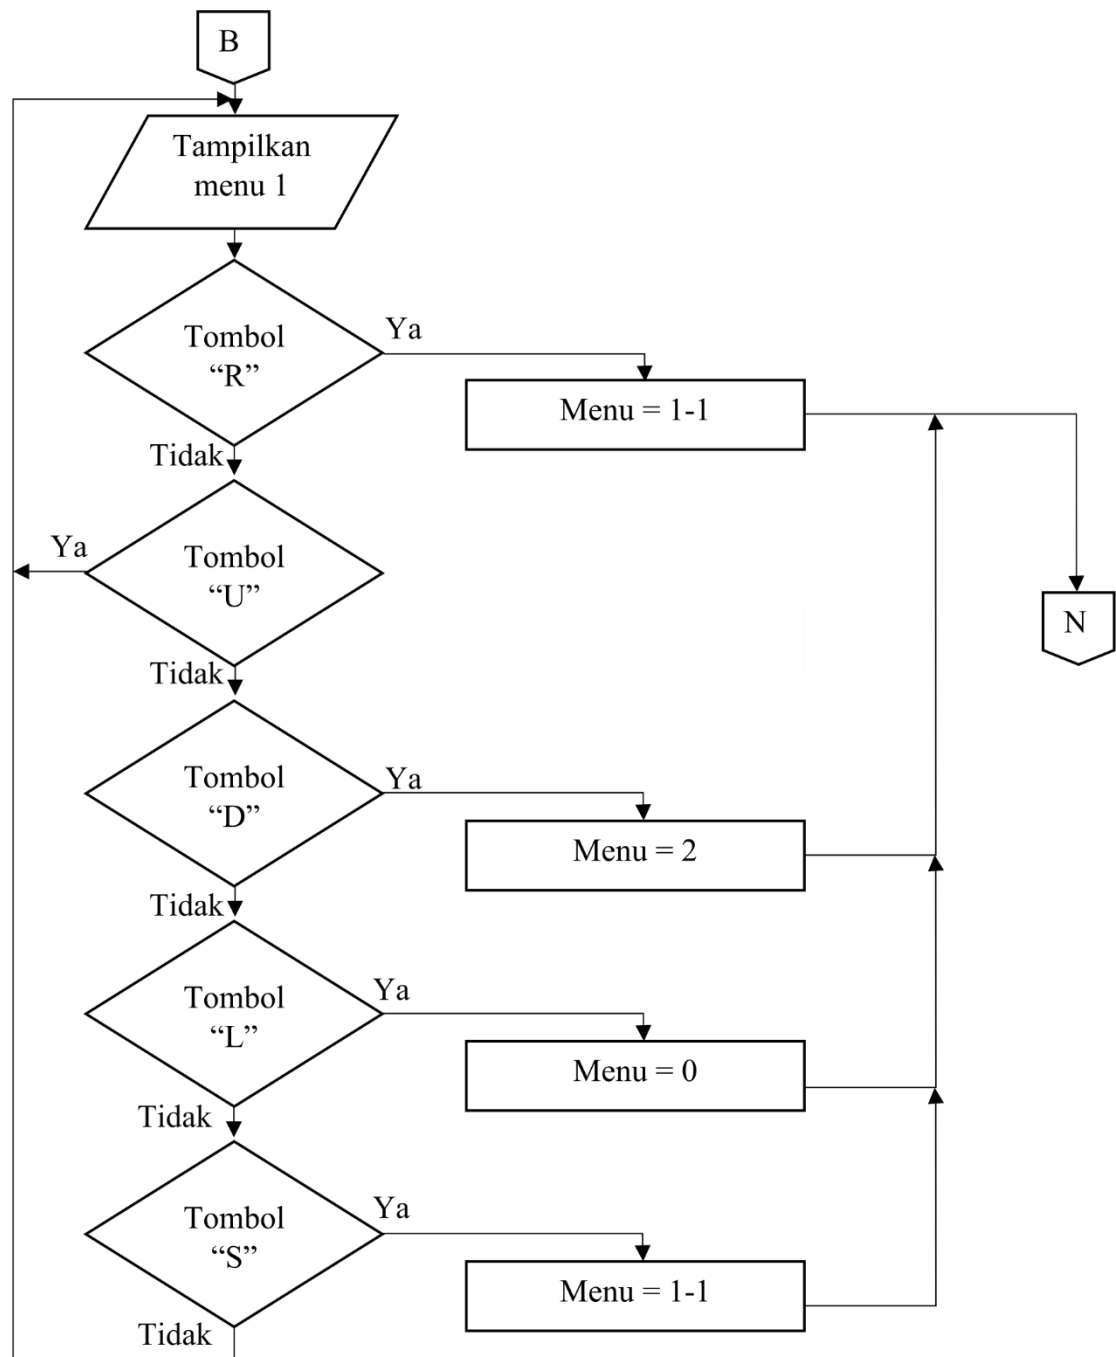 B
Tampilkan
menu 1
Tombol
“R”
Ya
Menu = 1-1
Tidak
Tombol
“U”
Ya
N
Tidak
Tombol
“D”
Ya
Menu = 2
Tidak
Tombol
“L”
Ya
Menu = 0
Tidak
Tombol
“S”
Ya
Menu = 1-1
Tidak